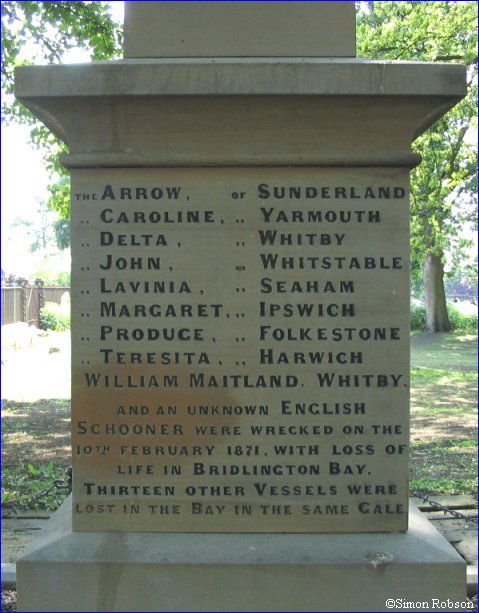 THE ARROW, OF SUNDERLAND
,, CAROLINE, ,, YARMOUTH
,, DELTA, ,, WHITBY
,, JOHN, ,, WHITSTABLE
,, LAVINIA, ,, SEAHAM
,, MARGARET, ,, IPSWICH
,, PRODUCE, ,, FOLKESTONE
,, TERESITA, ,, HARWICH
WILLIAM MAITLAND. WHITBY.
AND AN UNKNOWN ENGLISH
SCHOONER WERE WRECKED ON THE
10TH FEBRUARY 1871, WITH LOSS OF
LIFE IN BRIDLINGTON BAY.
THIRTEEN OTHER VESSELS WERE
LOST IN THE BAY IN THE SAME GALE
©Simon Robson